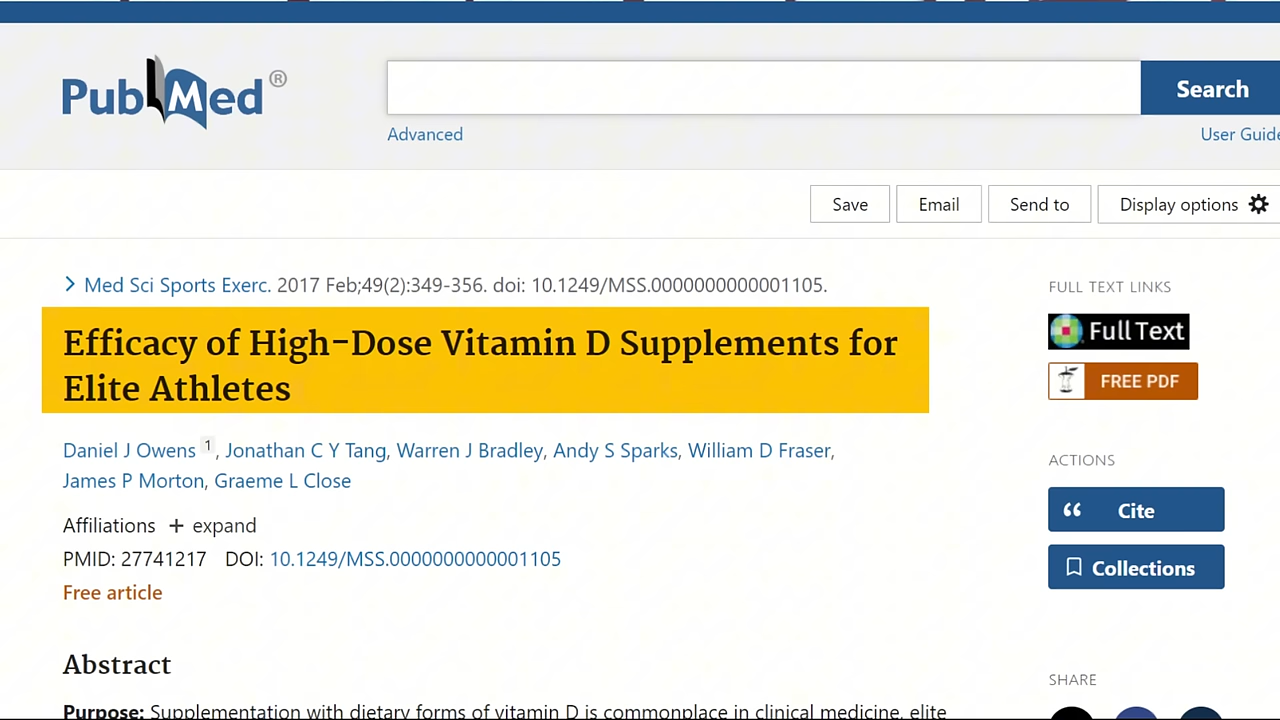 PubMed®
Search
Advanced
User Guide
Save
Email
Send to
Display options
Med Sci Sports Exerc. 2017 Feb;49(2):349-356. doi: 10.1249/MSS.0000000000001105.
Efficacy of High-Dose Vitamin D Supplements for
Elite Athletes
Daniel J Owens 1, Jonathan C Y Tang, Warren J Bradley, Andy S Sparks, William D Fraser,
James P Morton, Graeme L Close
Affiliations + expand
PMID: 27741217 DOI: 10.1249/MSS.0000000000001105
Free article
Abstract
Purpose: Supplementation with dietary forms of vitamin D is commonplace in clinical medicine, elite
FULL TEXT LINKS
Full Text
FREE PDF
ACTIONS
Cite
Collections
SHARE